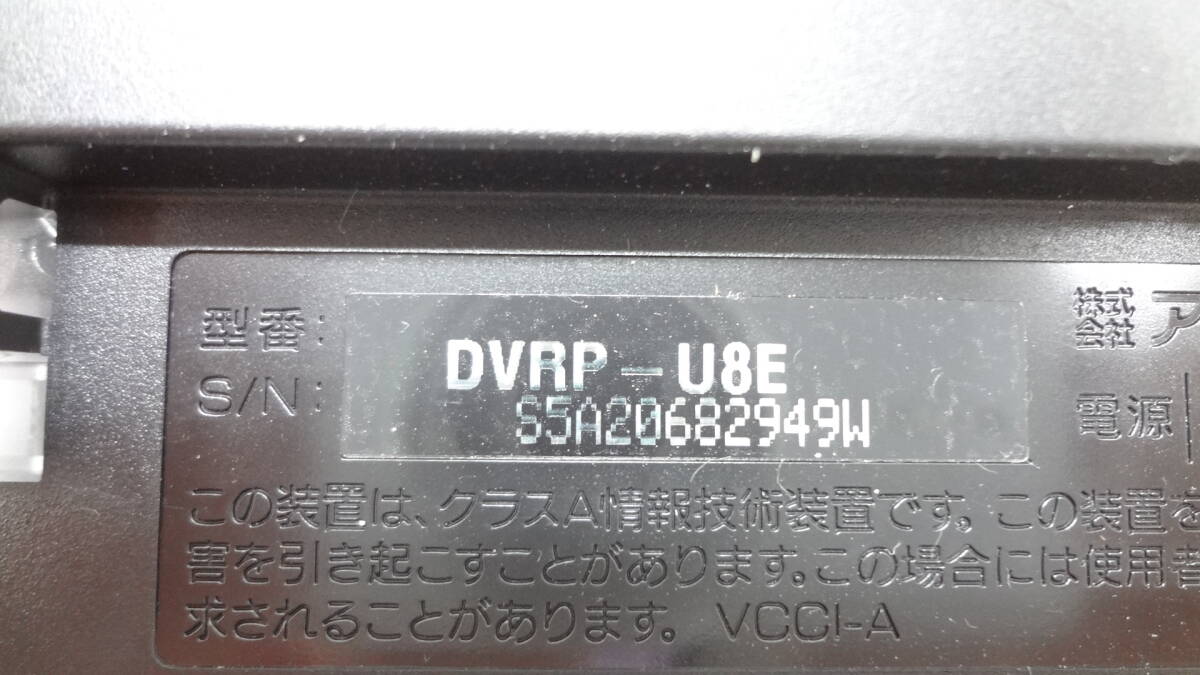 型番: DVRP-U8E
S/N: S5A20682949W
株式
会社 ア
電源
この装置は、クラスA情報技術装置です。この装置を
害を引き起こすことがあります。この場合には使用者
求されることがあります。 VCCI-A